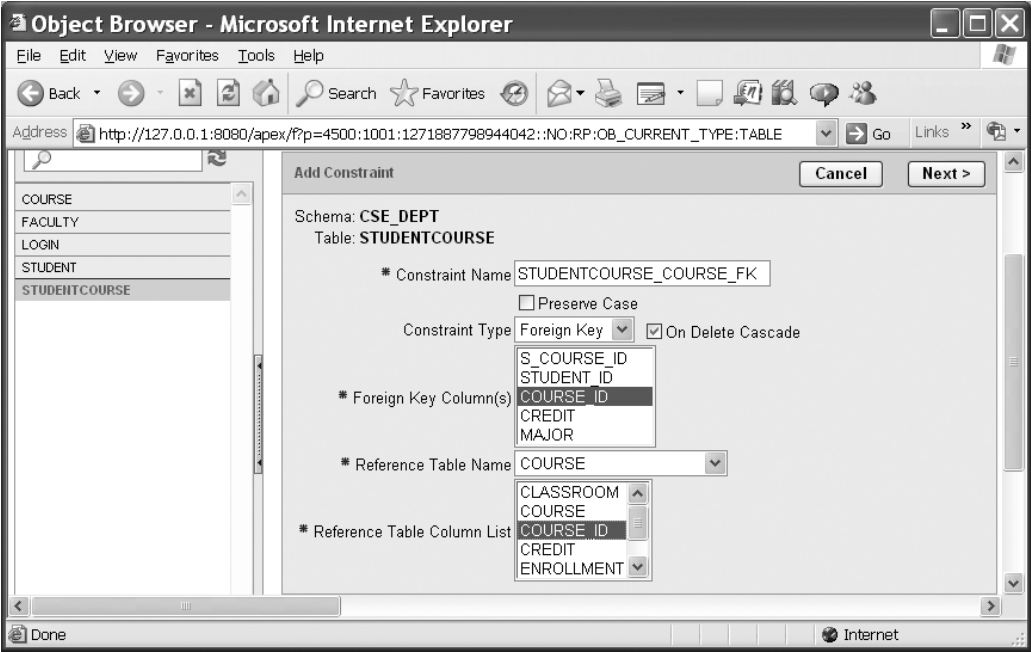 Object Browser - Microsoft Internet Explorer
File Edit View Favorites Tools Help
Back Search Favorites
Address http://127.0.0.1:8080/apex/f?p=4500:1001:1271887798944042::NO:RP:OB_CURRENT_TYPE:TABLE Go Links »
Add Constraint Cancel Next >
COURSE
FACULTY
LOGIN
STUDENT
STUDENTCOURSE
Schema: CSE_DEPT
Table: STUDENTCOURSE
* Constraint Name STUDENTCOURSE_COURSE_FK
Preserve Case
Constraint Type Foreign Key On Delete Cascade
* Foreign Key Column(s)
S_COURSE_ID
STUDENT_ID
COURSE_ID
CREDIT
MAJOR
* Reference Table Name COURSE
* Reference Table Column List
CLASSROOM
COURSE
COURSE_ID
CREDIT
ENROLLMENT
Done Internet